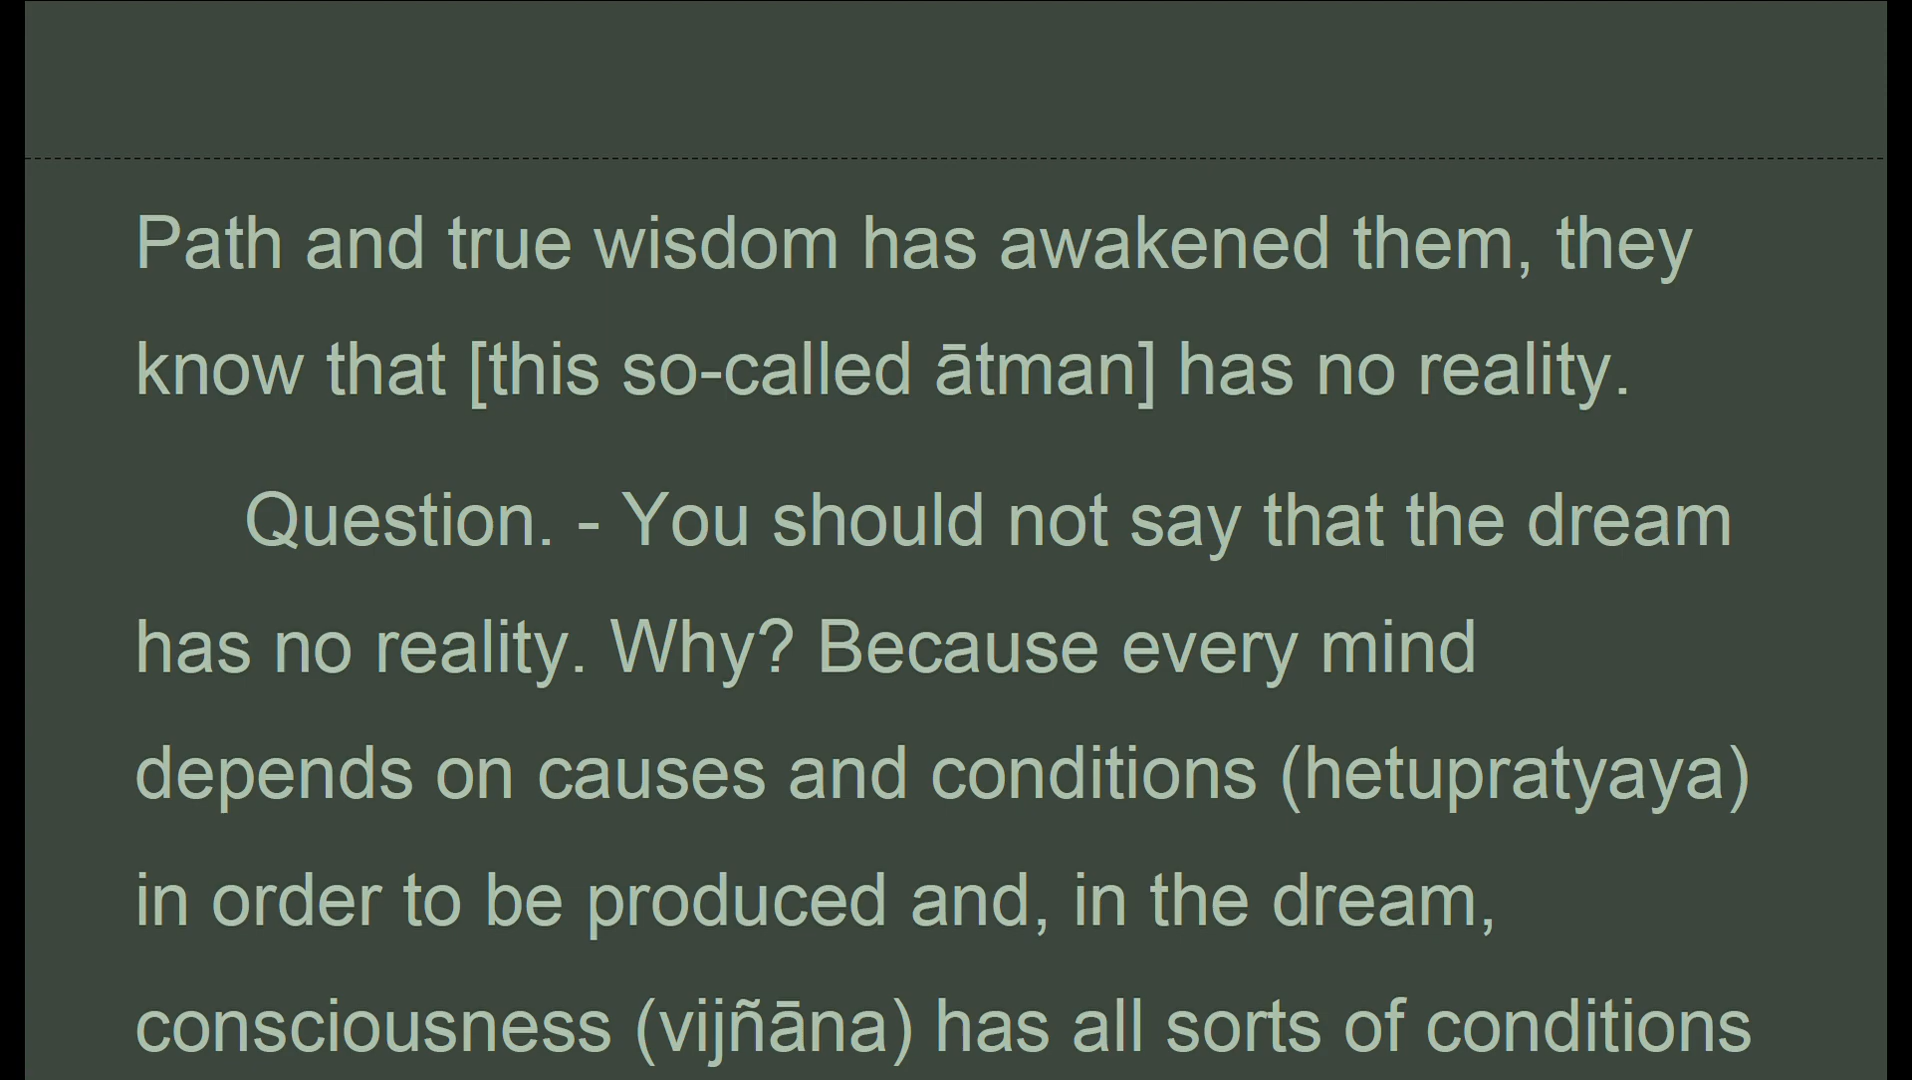 Path and true wisdom has awakened them, they
know that [this so-called ātman] has no reality.
Question. - You should not say that the dream
has no reality. Why? Because every mind
depends on causes and conditions (hetupratyaya)
in order to be produced and, in the dream,
consciousness (vijñāna) has all sorts of conditions